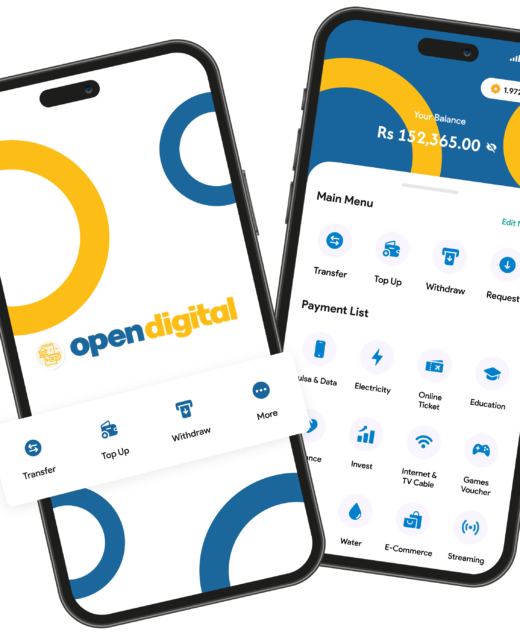 opendigital
Transfer
Top Up
Withdraw
More
1.972
Your Balance
Rs 152,365.00
Main Menu
Edit
Transfer
Top Up
Withdraw
Request
Payment List
ulsa & Data
Electricity
Online
Ticket
Education
nce
Invest
Internet &
TV Cable
Games
Voucher
Water
E-Commerce
Streaming